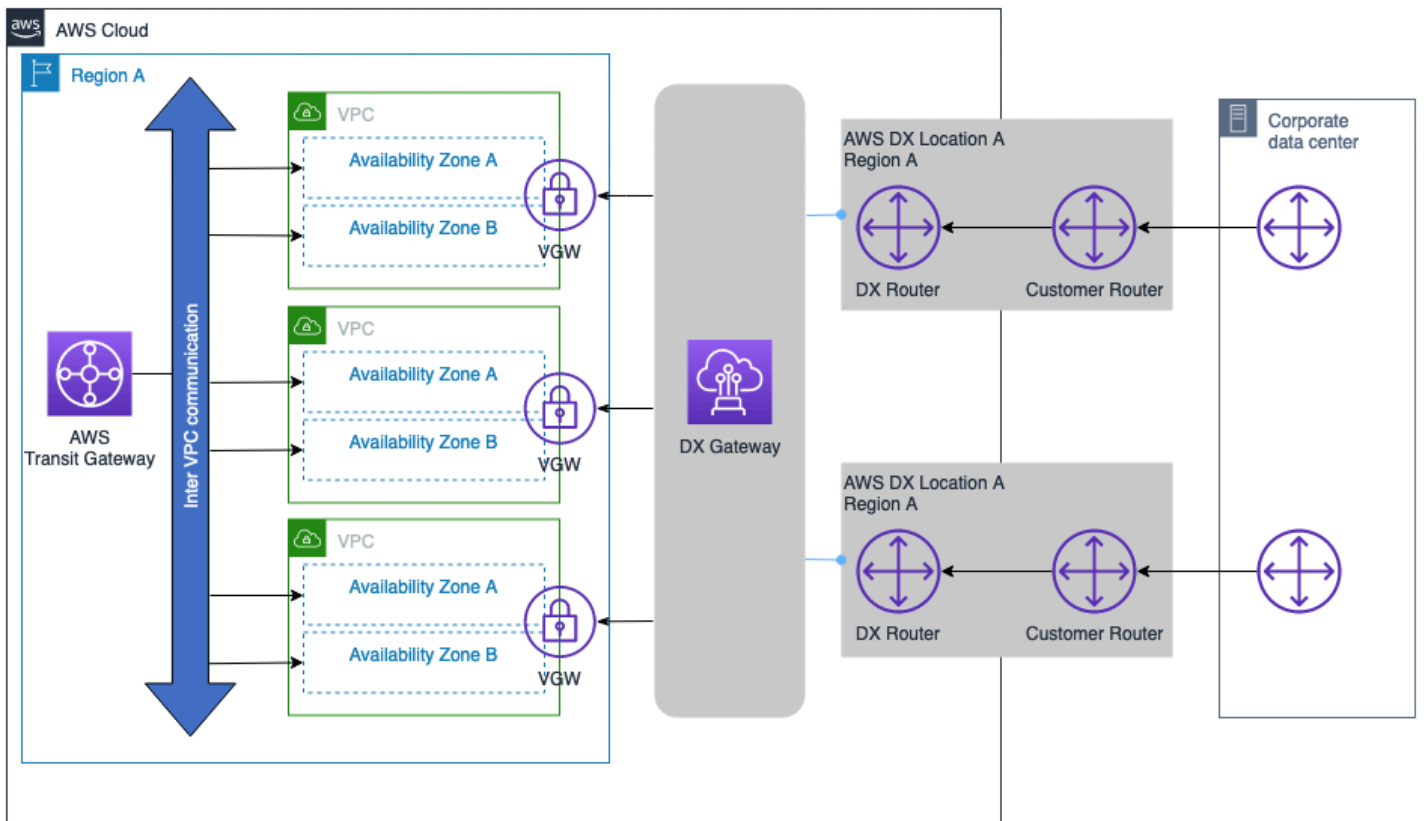 aws
AWS Cloud
Region A
VPC
Availability Zone A
Availability Zone B
VGW
VPC
Availability Zone A
Availability Zone B
VGW
VPC
Availability Zone A
Availability Zone B
VGW
AWS
Transit Gateway
Inter VPC communication
DX Gateway
AWS DX Location A
Region A
DX Router
Customer Router
AWS DX Location A
Region A
DX Router
Customer Router
Corporate
data center